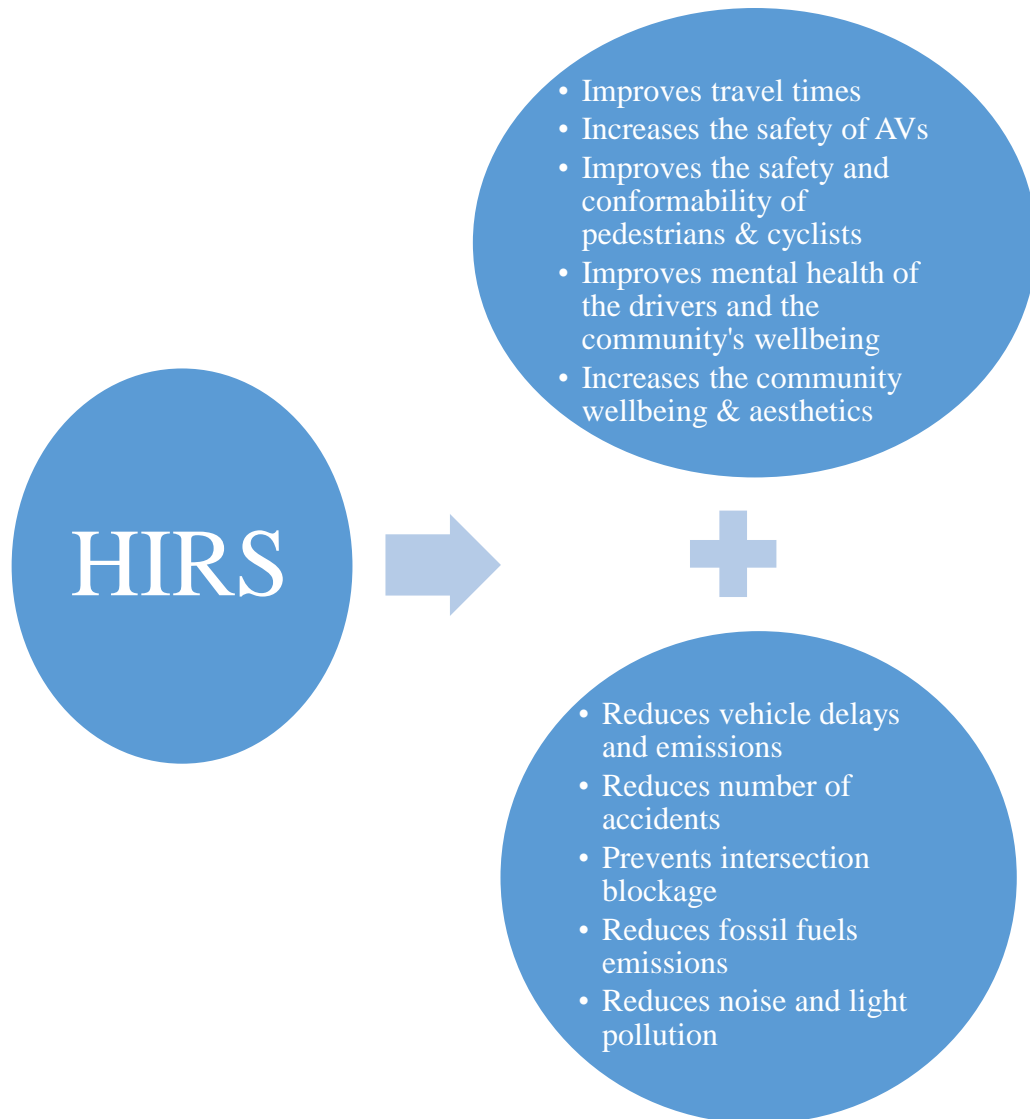 HIRS
• Improves travel times
• Increases the safety of AVs
• Improves the safety and
conformability of
pedestrians & cyclists
• Improves mental health of
the drivers and the
community's wellbeing
• Increases the community
wellbeing & aesthetics
• Reduces vehicle delays
and emissions
• Reduces number of
accidents
• Prevents intersection
blockage
• Reduces fossil fuels
emissions
• Reduces noise and light
pollution